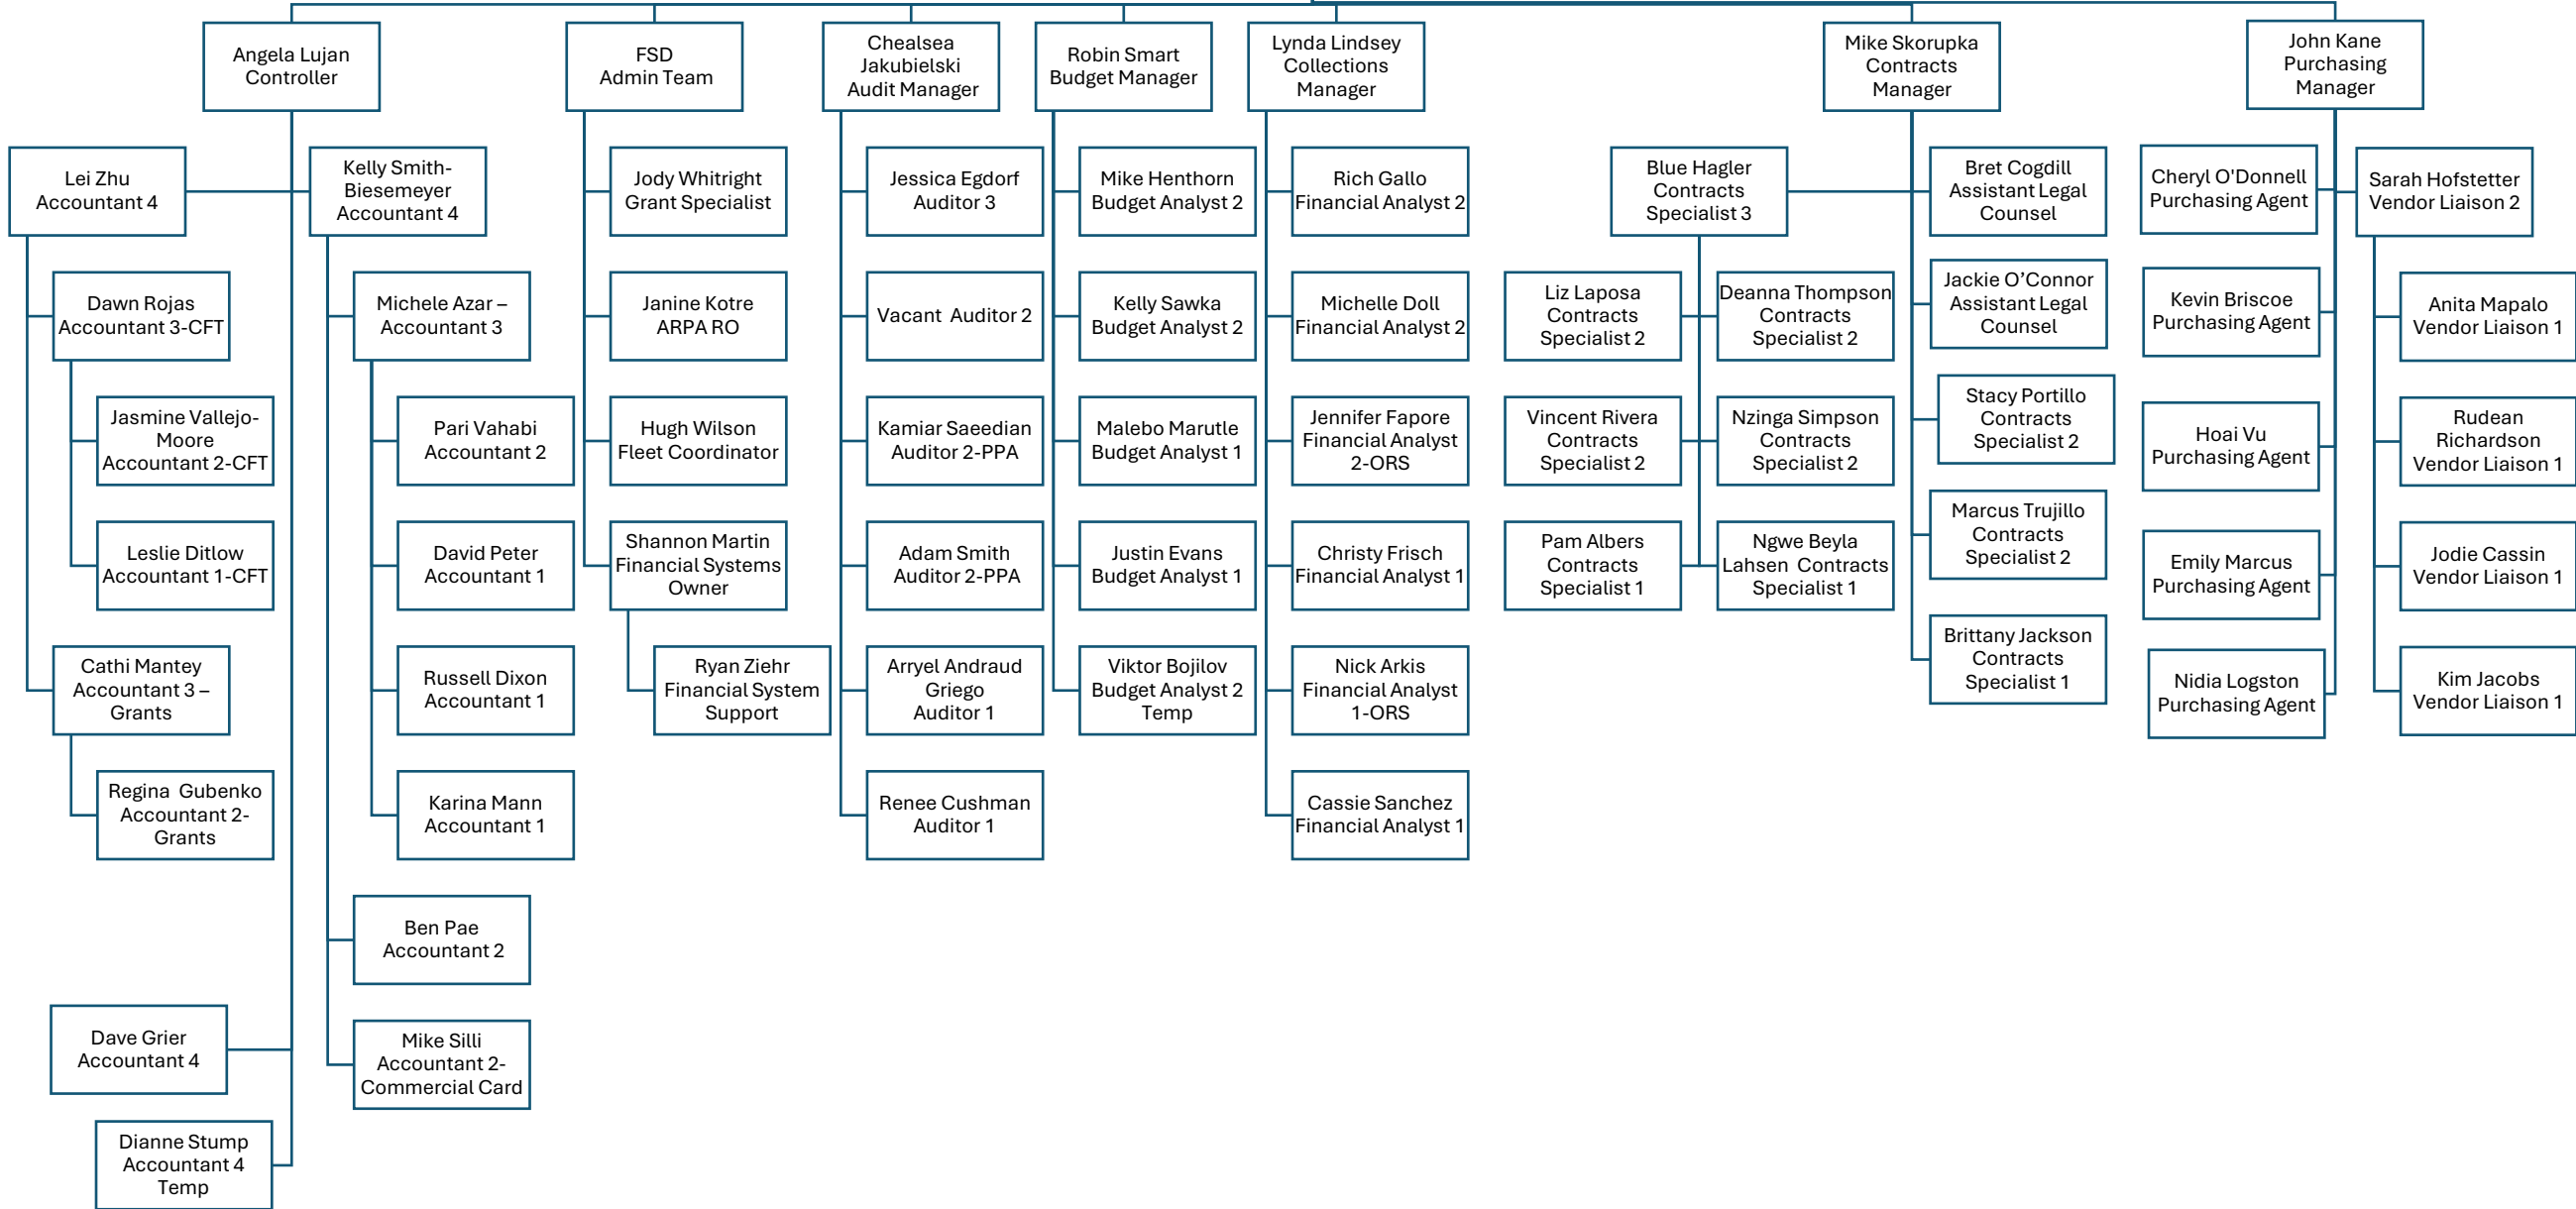 Angela Lujan
Controller
FSD
Admin Team
Chealsea
Jakubielski
Audit Manager
Robin Smart
Budget Manager
Lynda Lindsey
Collections
Manager
Mike Skorupka
Contracts
Manager
John Kane
Purchasing
Manager
Lei Zhu
Accountant 4
Dawn Rojas
Accountant 3-CFT
Jasmine Vallejo-
Moore
Accountant 2-CFT
Leslie Ditlow
Accountant 1-CFT
Cathi Mantey
Accountant 3 –
Grants
Regina  Gubenko
Accountant 2-
Grants
Dave Grier
Accountant 4
Dianne Stump
Accountant 4
Temp
Kelly Smith-
Biesemeyer
Accountant 4
Michele Azar –
Accountant 3
Pari Vahabi
Accountant 2
David Peter
Accountant 1
Russell Dixon
Accountant 1
Karina Mann
Accountant 1
Ben Pae
Accountant 2
Mike Silli
Accountant 2-
Commercial Card
Jody Whitright
Grant Specialist
Janine Kotre
ARPA RO
Hugh Wilson
Fleet Coordinator
Shannon Martin
Financial Systems
Owner
Ryan Ziehr
Financial System
Support
Jessica Egdorf
Auditor 3
Vacant  Auditor 2
Kamiar Saeedian
Auditor 2-PPA
Adam Smith
Auditor 2-PPA
Arryel Andraud
Griego
Auditor 1
Renee Cushman
Auditor 1
Mike Henthorn
Budget Analyst 2
Kelly Sawka
Budget Analyst 2
Malebo Marutle
Budget Analyst 1
Justin Evans
Budget Analyst 1
Viktor Bojilov
Budget Analyst 2
Temp
Rich Gallo
Financial Analyst 2
Michelle Doll
Financial Analyst 2
Jennifer Fapore
Financial Analyst
2-ORS
Christy Frisch
Financial Analyst 1
Nick Arkis
Financial Analyst
1-ORS
Cassie Sanchez
Financial Analyst 1
Blue Hagler
Contracts
Specialist 3
Liz Laposa
Contracts
Specialist 2
Deanna Thompson
Contracts
Specialist 2
Vincent Rivera
Contracts
Specialist 2
Nzinga Simpson
Contracts
Specialist 2
Pam Albers
Contracts
Specialist 1
Ngwe Beyla
Lahsen  Contracts
Specialist 1
Bret Cogdill
Assistant Legal
Counsel
Jackie O’Connor
Assistant Legal
Counsel
Stacy Portillo
Contracts
Specialist 2
Marcus Trujillo
Contracts
Specialist 2
Brittany Jackson
Contracts
Specialist 1
Cheryl O'Donnell
Purchasing Agent
Kevin Briscoe
Purchasing Agent
Hoai Vu
Purchasing Agent
Emily Marcus
Purchasing Agent
Nidia Logston
Purchasing Agent
Sarah Hofstetter
Vendor Liaison 2
Anita Mapalo
Vendor Liaison 1
Rudean
Richardson
Vendor Liaison 1
Jodie Cassin
Vendor Liaison 1
Kim Jacobs
Vendor Liaison 1